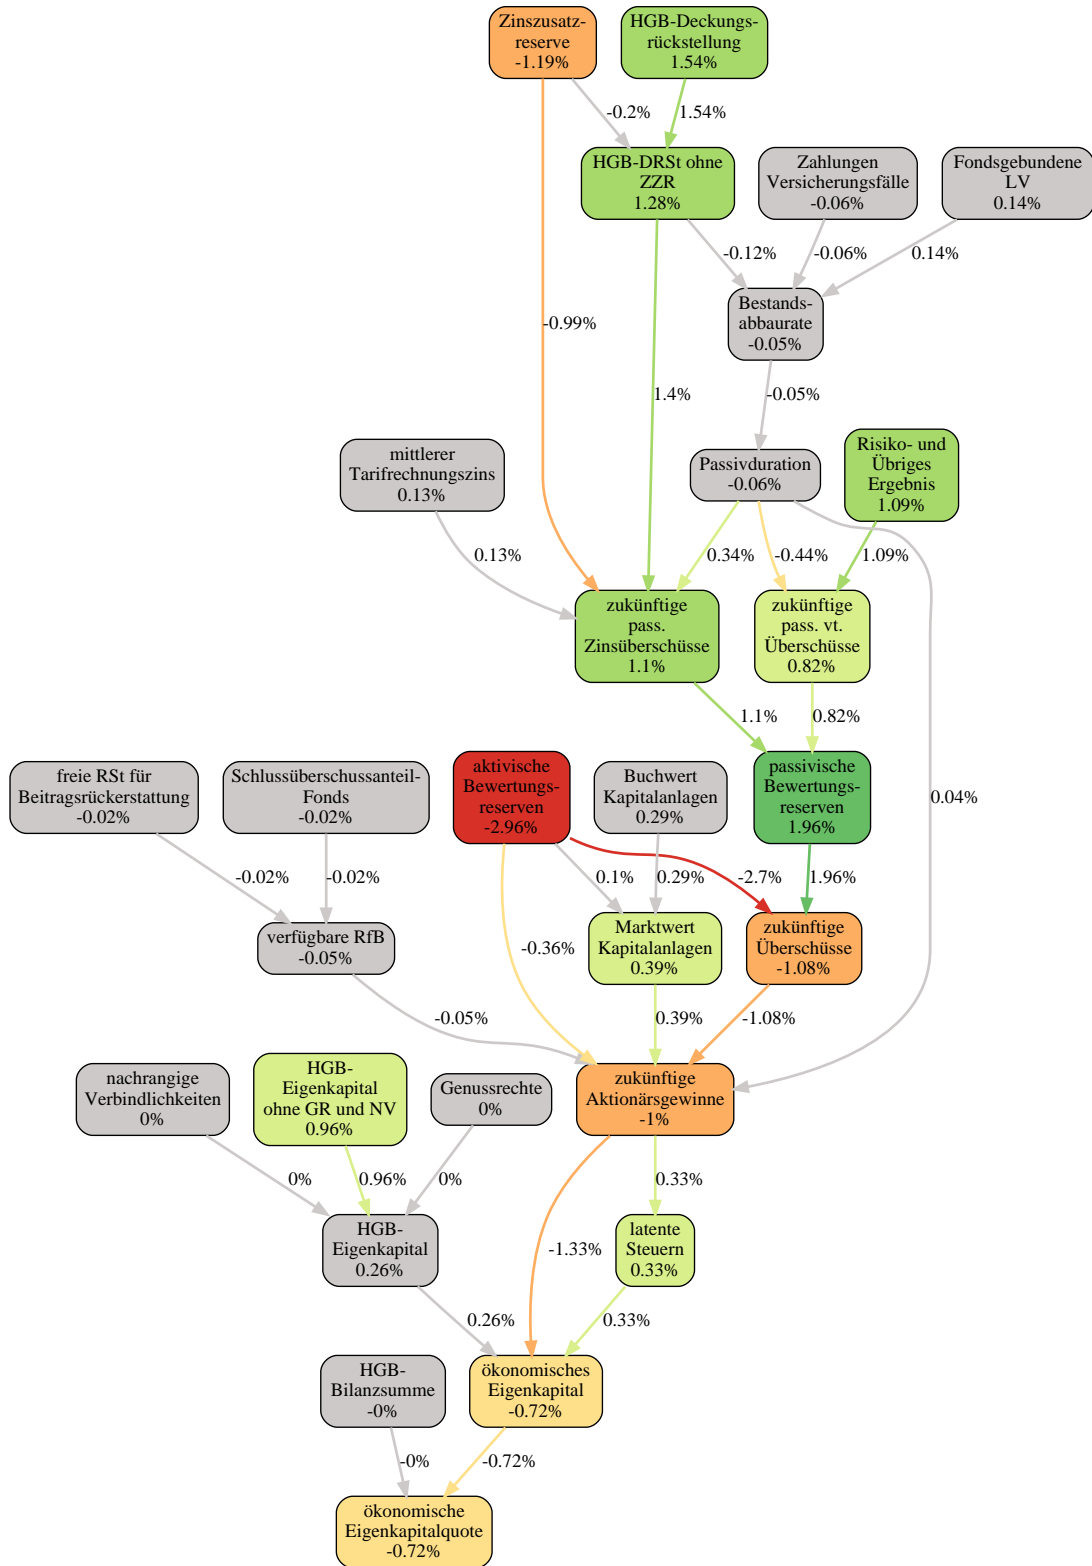 Zinszusatz-
reserve
-1.19%
HGB-Deckungs-
rückstellung
1.54%
-0.2%
1.54%
HGB-DRSt ohne
ZZR
1.28%
Zahlungen
Versicherungsfälle
-0.06%
Fondsgebundene
LV
0.14%
-0.12%
-0.06%
0.14%
Bestands-
abbaurate
-0.05%
-0.99%
1.4%
-0.05%
mittlerer
Tarifrechnungszins
0.13%
Passivduration
-0.06%
Risiko- und
Übriges
Ergebnis
1.09%
0.13%
0.34%
-0.44%
1.09%
zukünftige
pass.
Zinsüberschüsse
1.1%
zukünftige
pass. vt.
Überschüsse
0.82%
1.1%
0.82%
freie RSt für
Beitragsrückerstattung
-0.02%
Schlussüberschussanteil-
Fonds
-0.02%
aktivische
Bewertungs-
reserven
-2.96%
Buchwert
Kapitalanlagen
0.29%
passivische
Bewertungs-
reserven
1.96%
0.04%
-0.02%
-0.02%
0.1%
0.29%
-2.7%
1.96%
verfügbare RfB
-0.05%
-0.36%
Marktwert
Kapitalanlagen
0.39%
zukünftige
Überschüsse
-1.08%
-0.05%
0.39%
-1.08%
nachrangige
Verbindlichkeiten
0%
HGB-
Eigenkapital
ohne GR und NV
0.96%
Genussrechte
0%
zukünftige
Aktionärsgewinne
-1%
0%
0.96%
0%
0.33%
HGB-
Eigenkapital
0.26%
-1.33%
latente
Steuern
0.33%
0.26%
0.33%
HGB-
Bilanzsumme
-0%
ökonomisches
Eigenkapital
-0.72%
-0%
-0.72%
ökonomische
Eigenkapitalquote
-0.72%